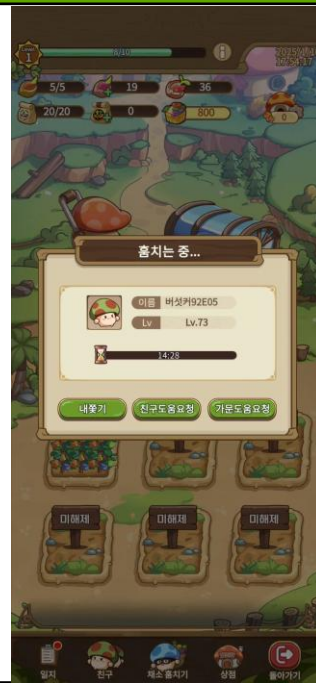 1
5/5 19 36
20/20 0 800 0
훔치는 중...
이름 버섯커92E05
Lv Lv.73
14:28
내쫓기 친구도움요청 가문도움요청
미해제 미해제 미해제
일지 친구 채소 훔치기 상점 돌아가기